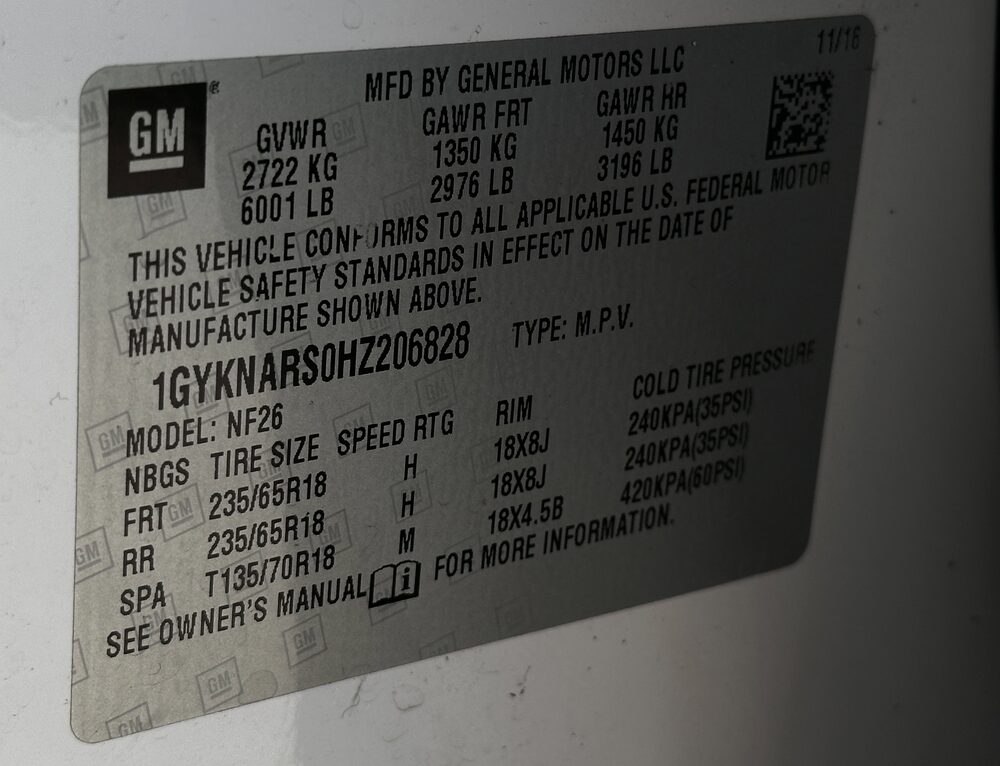 11/16
MFD BY GENERAL MOTORS LLC
GM
GVWR GAWR FRT GAWR RR
2722 KG 1350 KG 1450 KG
6001 LB 2976 LB 3196 LB
THIS VEHICLE CONFORMS TO ALL APPLICABLE U.S. FEDERAL MOTOR
VEHICLE SAFETY STANDARDS IN EFFECT ON THE DATE OF
MANUFACTURE SHOWN ABOVE.
1GYKNARS0HZ206828 TYPE: M.P.V.
MODEL: NF26
NBGS TIRE SIZE SPEED RTG RIM COLD TIRE PRESSURE
FRT 235/65R18 H 18X8J 240KPA(35PSI)
RR 235/65R18 H 18X8J 240KPA(35PSI)
SPA T135/70R18 M 18X4.5B 420KPA(60PSI)
SEE OWNER'S MANUAL FOR MORE INFORMATION.